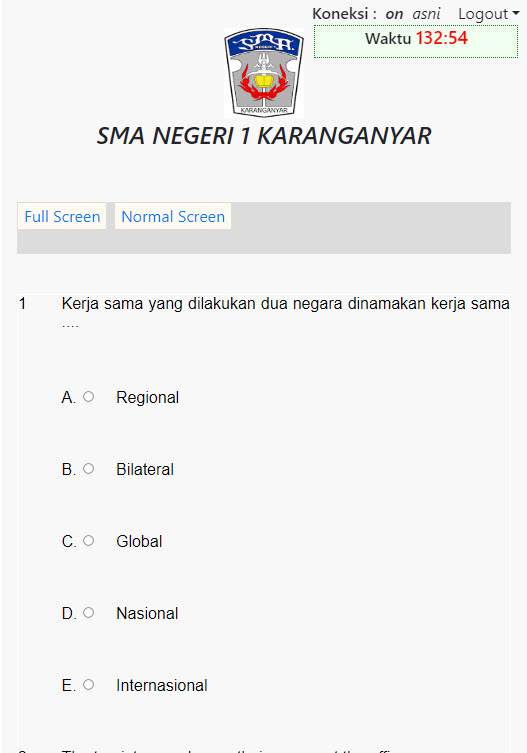 Koneksi : on asni Logout
Waktu 132:54
SMA
NEGERI 1
KARANGANYAR
SMA NEGERI 1 KARANGANYAR
Full Screen Normal Screen
1 Kerja sama yang dilakukan dua negara dinamakan kerja sama
....
A. Regional
B. Bilateral
C. Global
D. Nasional
E. Internasional